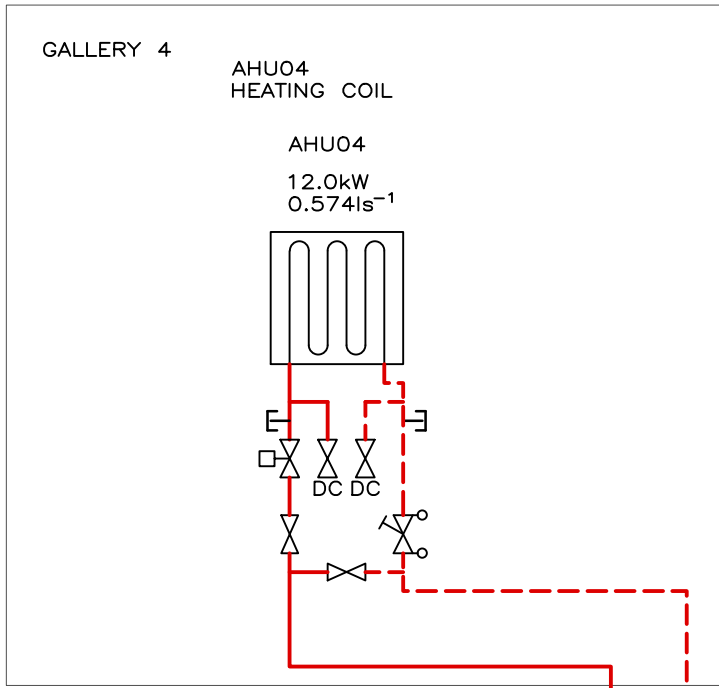 GALLERY 4
AHU04
HEATING COIL
AHU04
12.0kW
0.574ls⁻¹
DC DC